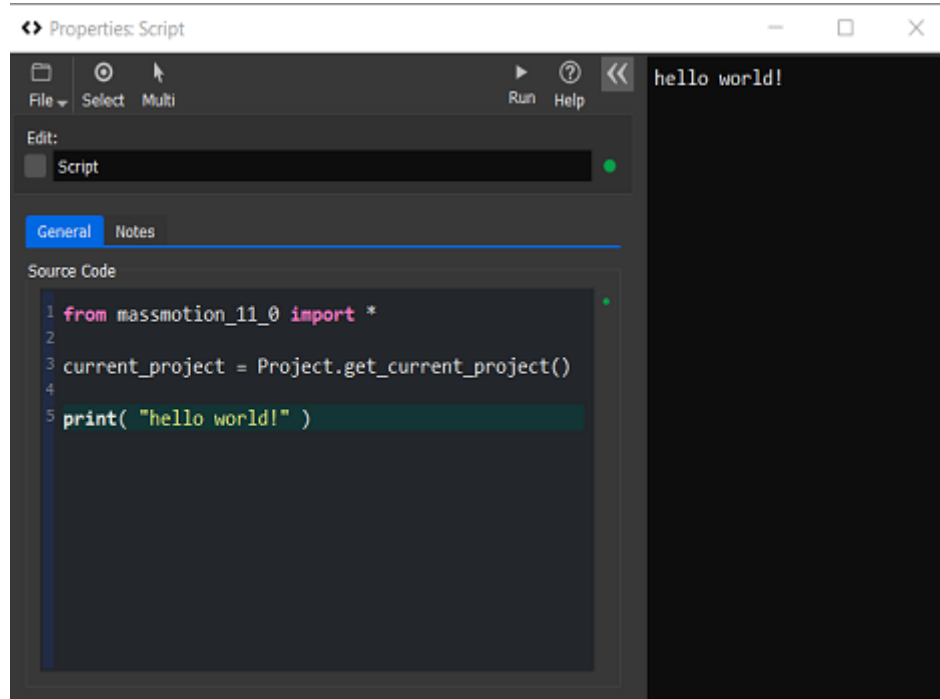 Properties: Script
File Select Multi Run Help
Edit:
Script
General Notes
Source Code
1 from massmotion_11_0 import *
2
3 current_project = Project.get_current_project()
4
5 print( "hello world!" )
hello world!